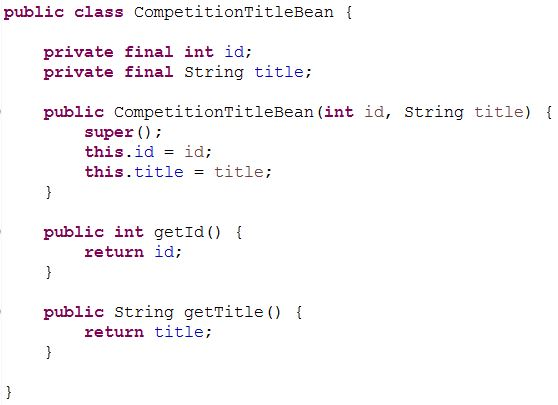 public class CompetitionTitleBean {
private final int id;
private final String title;
public CompetitionTitleBean(int id, String title) {
super();
this.id = id;
this.title = title;
}
public int getId() {
return id;
}
public String getTitle() {
return title;
}
}